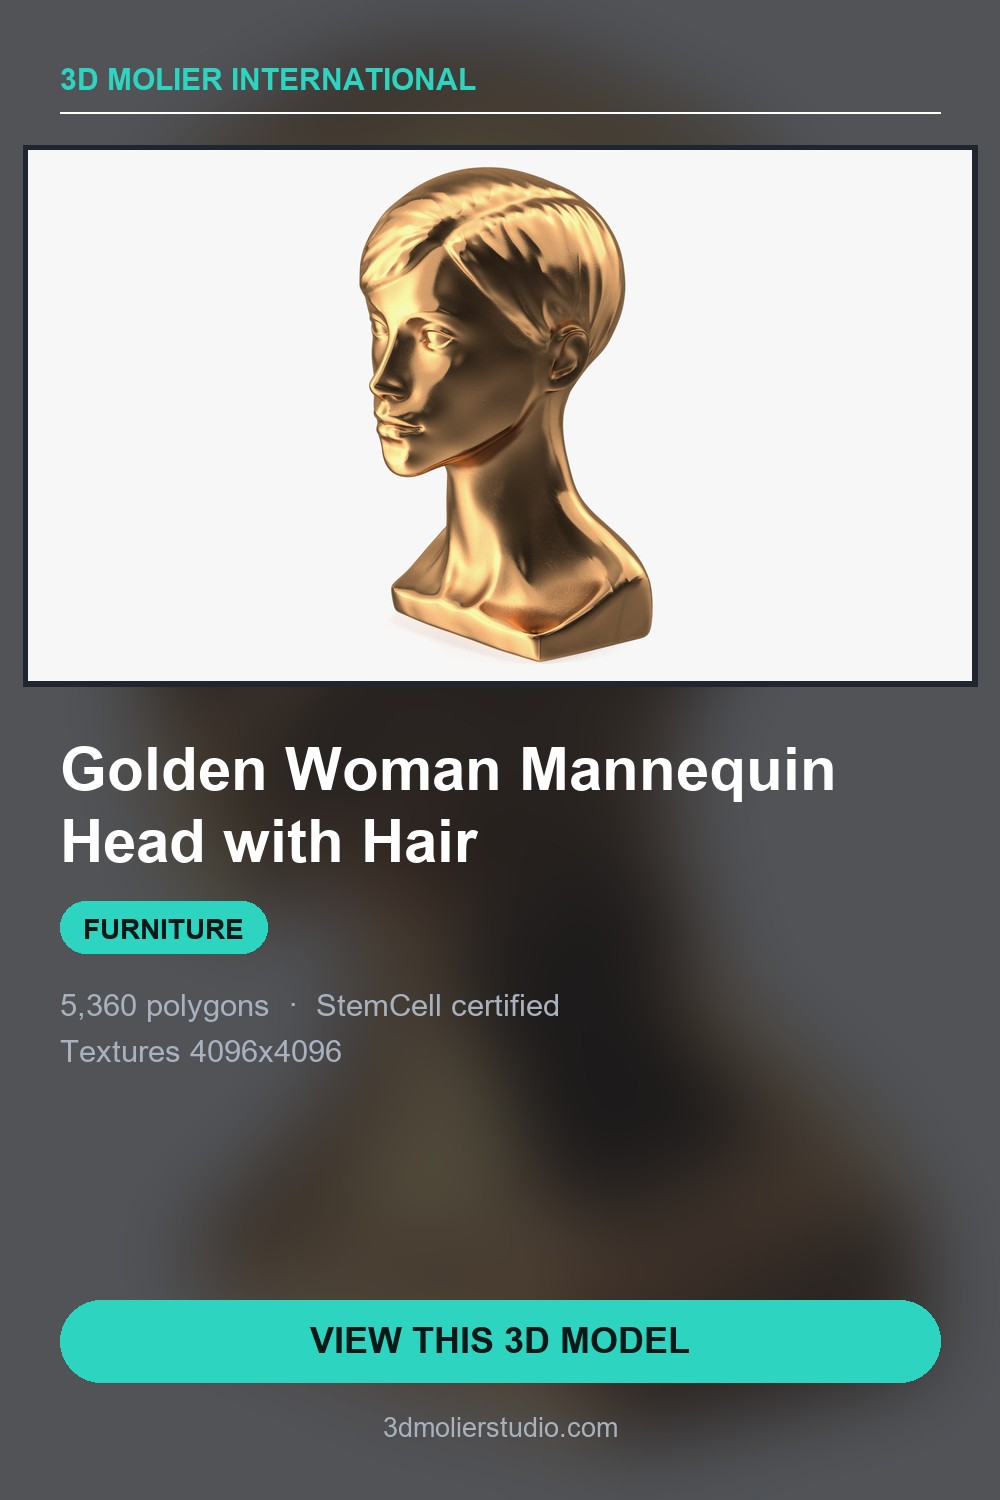 3D MOLIER INTERNATIONAL
Golden Woman Mannequin
Head with Hair
FURNITURE
5,360 polygons · StemCell certified
Textures 4096x4096
VIEW THIS 3D MODEL
3dmolierstudio.com